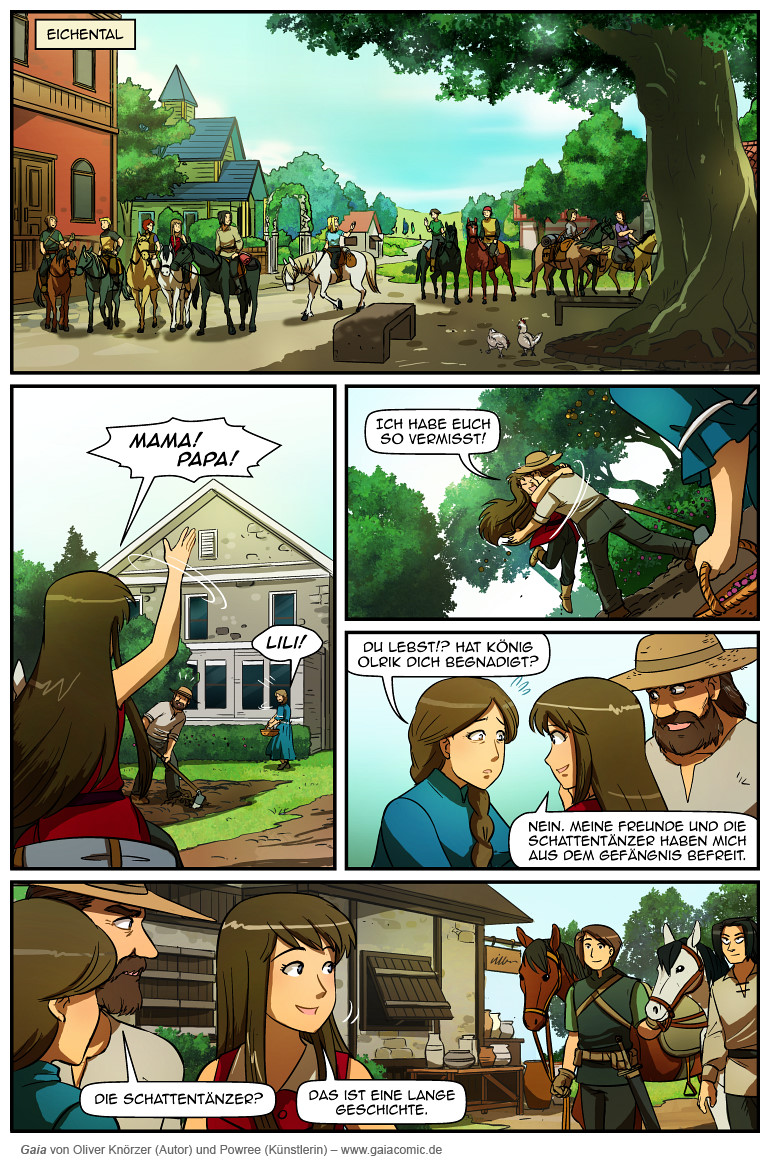 EICHENTAL
MAMA!
PAPA!
LILI!
ICH HABE EUCH
SO VERMISST!
DU LEBST!? HAT KÖNIG
OLRIK DICH BEGNADIGT?
NEIN. MEINE FREUNDE UND DIE
SCHATTENTÄNZER HABEN MICH
AUS DEM GEFÄNGNIS BEFREIT.
DIE SCHATTENTÄNZER?
DAS IST EINE LANGE
GESCHICHTE.
Gaia von Oliver Knörzer (Autor) und Powree (Künstlerin) – www.gaiacomic.de